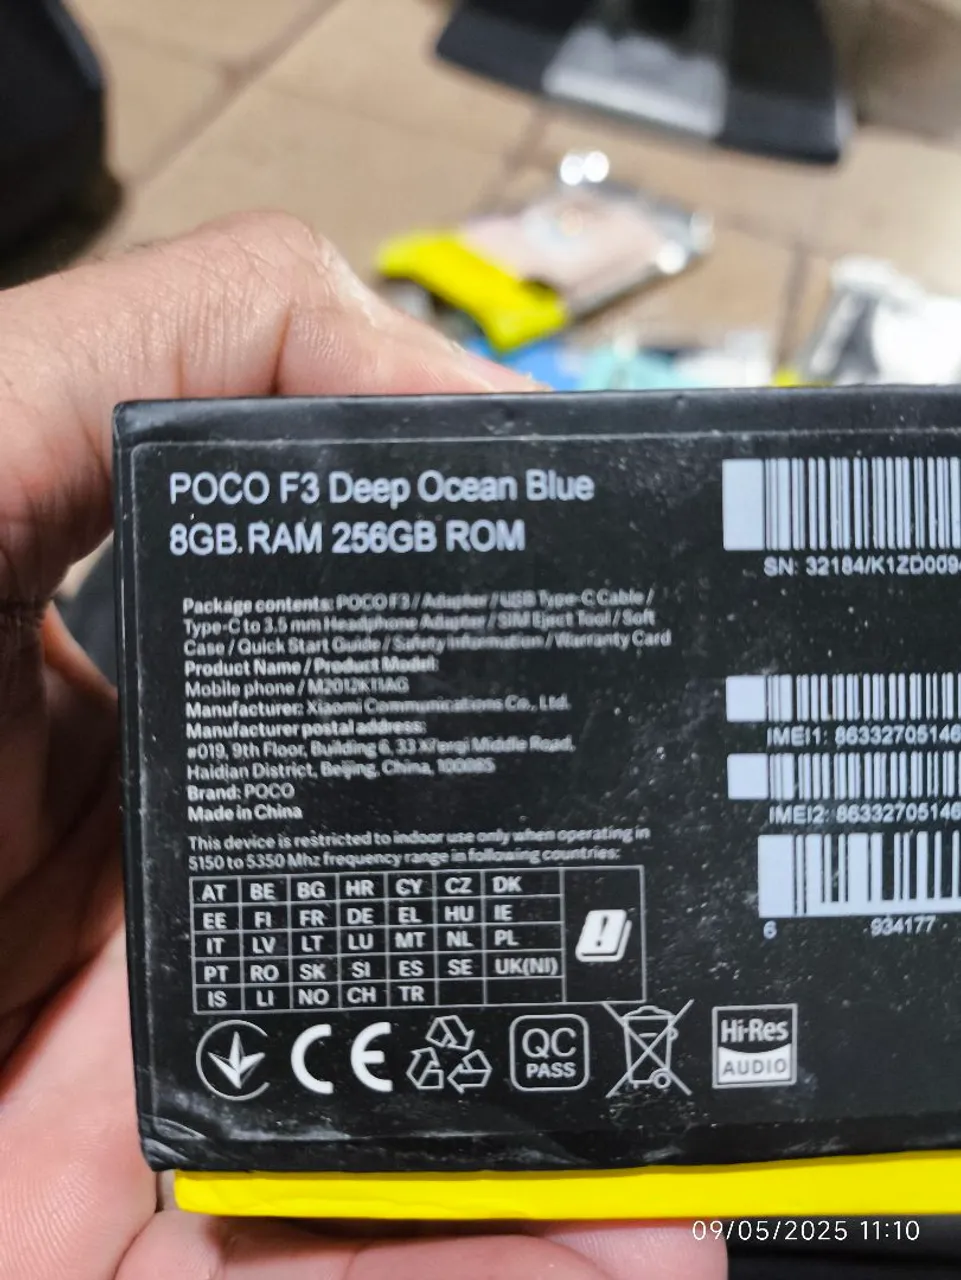 POCO F3 Deep Ocean Blue
8GB RAM 256GB ROM
SN: 32184/K1ZD009
Package contents: POCO F3 / Adapter / USB Type-C Cable /
Type-C to 3.5 mm Headphone Adapter / SIM Eject Tool / Soft
Case / Quick Start Guide / Safety Information / Warranty Card
Product Name / Product Model:
Mobile phone / M2012K11AG
Manufacturer: Xiaomi Communications Co., Ltd.
Manufacturer postal address:
#019, 9th Floor, Building 6, 33 Xi'erqi Middle Road,
Haidian District, Beijing, China, 100085
Brand: POCO
Made in China
IMEI1: 86332705146
IMEI2: 86332705146
6 934177
This device is restricted to indoor use only when operating in
5150 to 5350 Mhz frequency range in following countries:
AT BE BG HR CY CZ DK
EE FI FR DE EL HU IE
IT LV LT LU MT NL PL
PT RO SK SI ES SE UK(NI)
IS LI NO CH TR
CE
QC
PASS
Hi-Res
AUDIO
09/05/2025 11:10